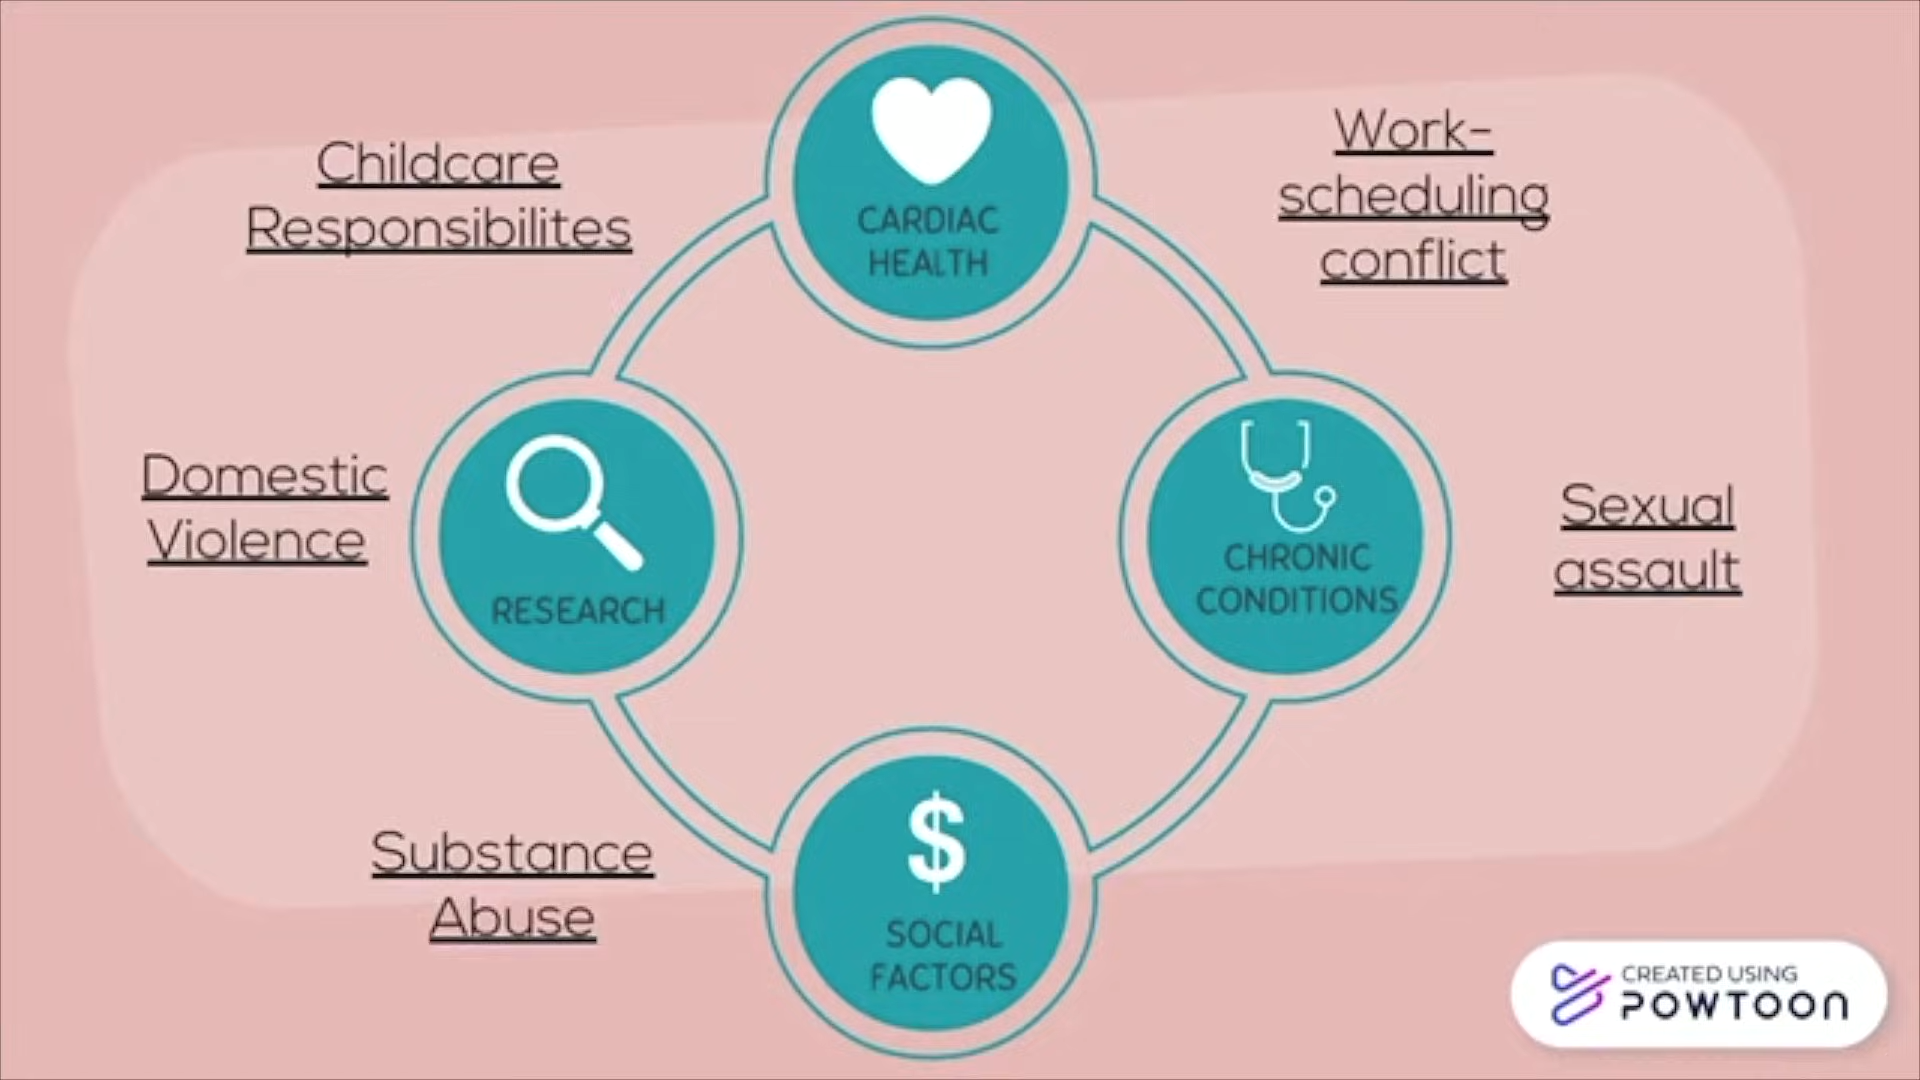 Childcare
Responsibilites
Work-
scheduling
conflict
CARDIAC
HEALTH
Domestic
Violence
RESEARCH
CHRONIC
CONDITIONS
Sexual
assault
Substance
Abuse
$
SOCIAL
FACTORS
CREATED USING
POWTOON